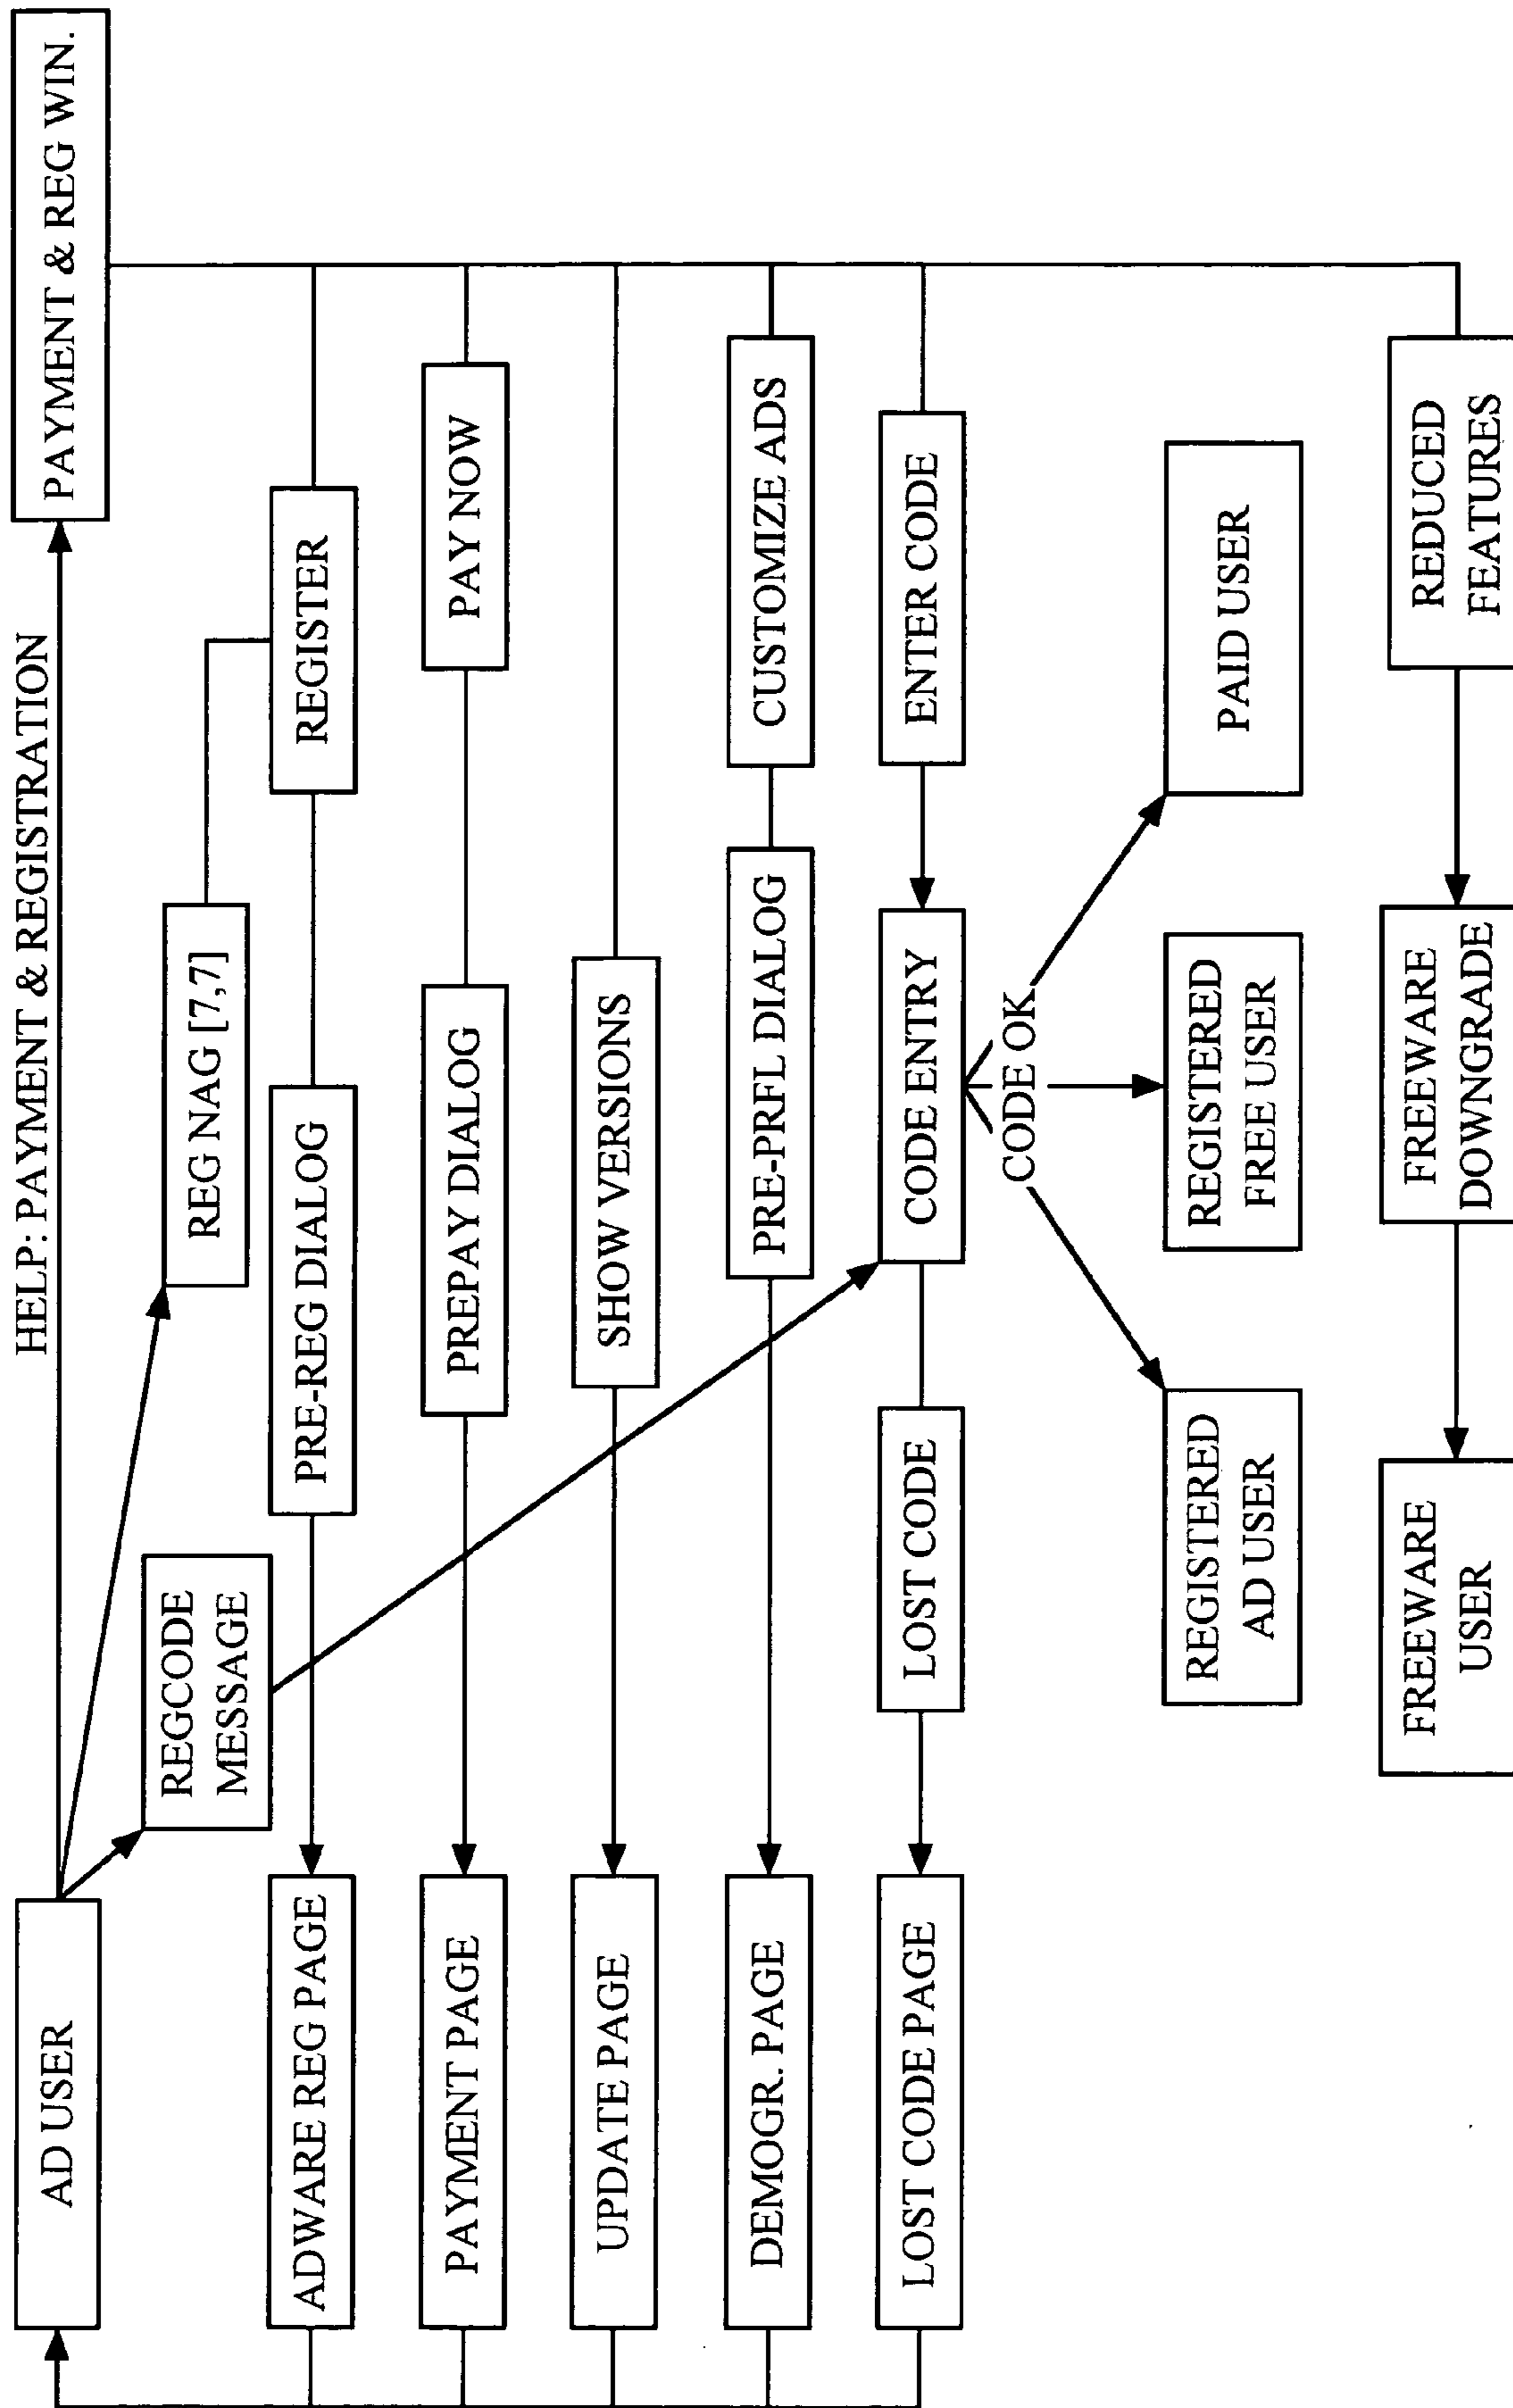 AD USER
HELP: PAYMENT & REGISTRATION
PAYMENT & REG WIN.
REGCODE
MESSAGE
REG NAG [7,7]
ADWARE REG PAGE
PRE-REG DIALOG
REGISTER
PAYMENT PAGE
PREPAY DIALOG
PAY NOW
UPDATE PAGE
SHOW VERSIONS
DEMOGR. PAGE
PRE-PRFL DIALOG
CUSTOMIZE ADS
LOST CODE PAGE
LOST CODE
CODE ENTRY
ENTER CODE
CODE OK
REGISTERED
AD USER
REGISTERED
FREE USER
PAID USER
FREEWARE
USER
FREEWARE
DOWNGRADE
REDUCED
FEATURES